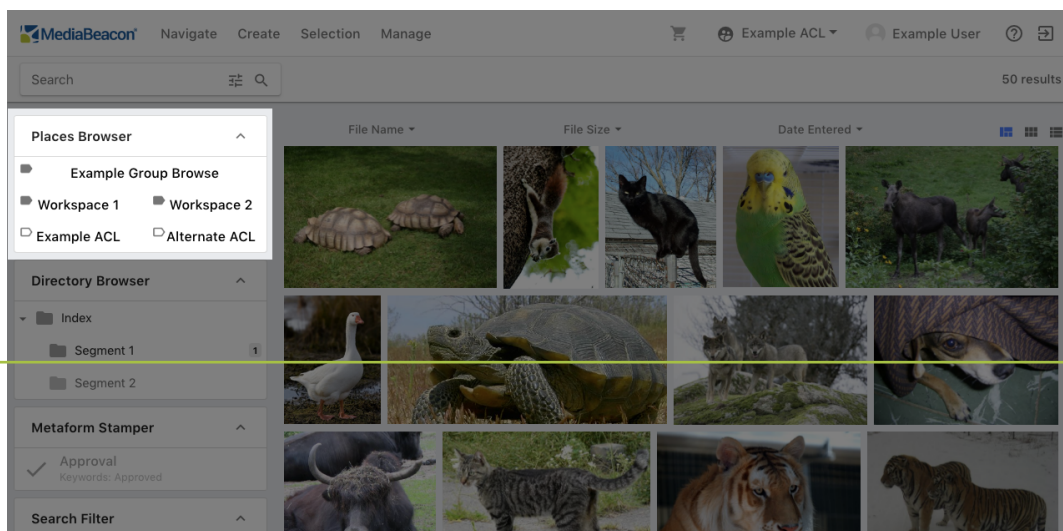 MediaBeacon® Navigate Create Selection Manage Example ACL Example User
Search 50 results
Places Browser
Example Group Browse
Workspace 1 Workspace 2
Example ACL Alternate ACL
File Name File Size Date Entered
Directory Browser
Index
Segment 1 1
Segment 2
Metaform Stamper
Approval
Keywords: Approved
Search Filter